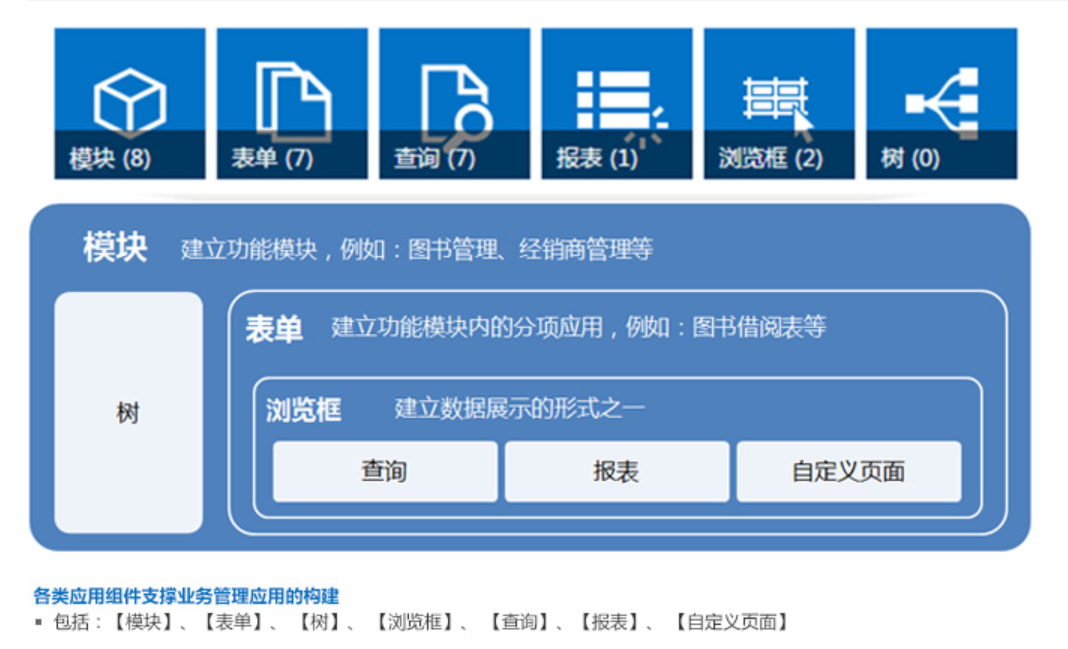 模块 (8)
表单 (7)
查询 (7)
报表 (1)
浏览框 (2)
树 (0)
模块 建立功能模块，例如：图书管理、经销商管理等
树
表单 建立功能模块内的分项应用，例如：图书借阅表等
浏览框 建立数据展示的形式之一
查询
报表
自定义页面
各类应用组件支撑业务管理应用的构建
▪ 包括：【模块】、【表单】、【树】、【浏览框】、【查询】、【报表】、【自定义页面】